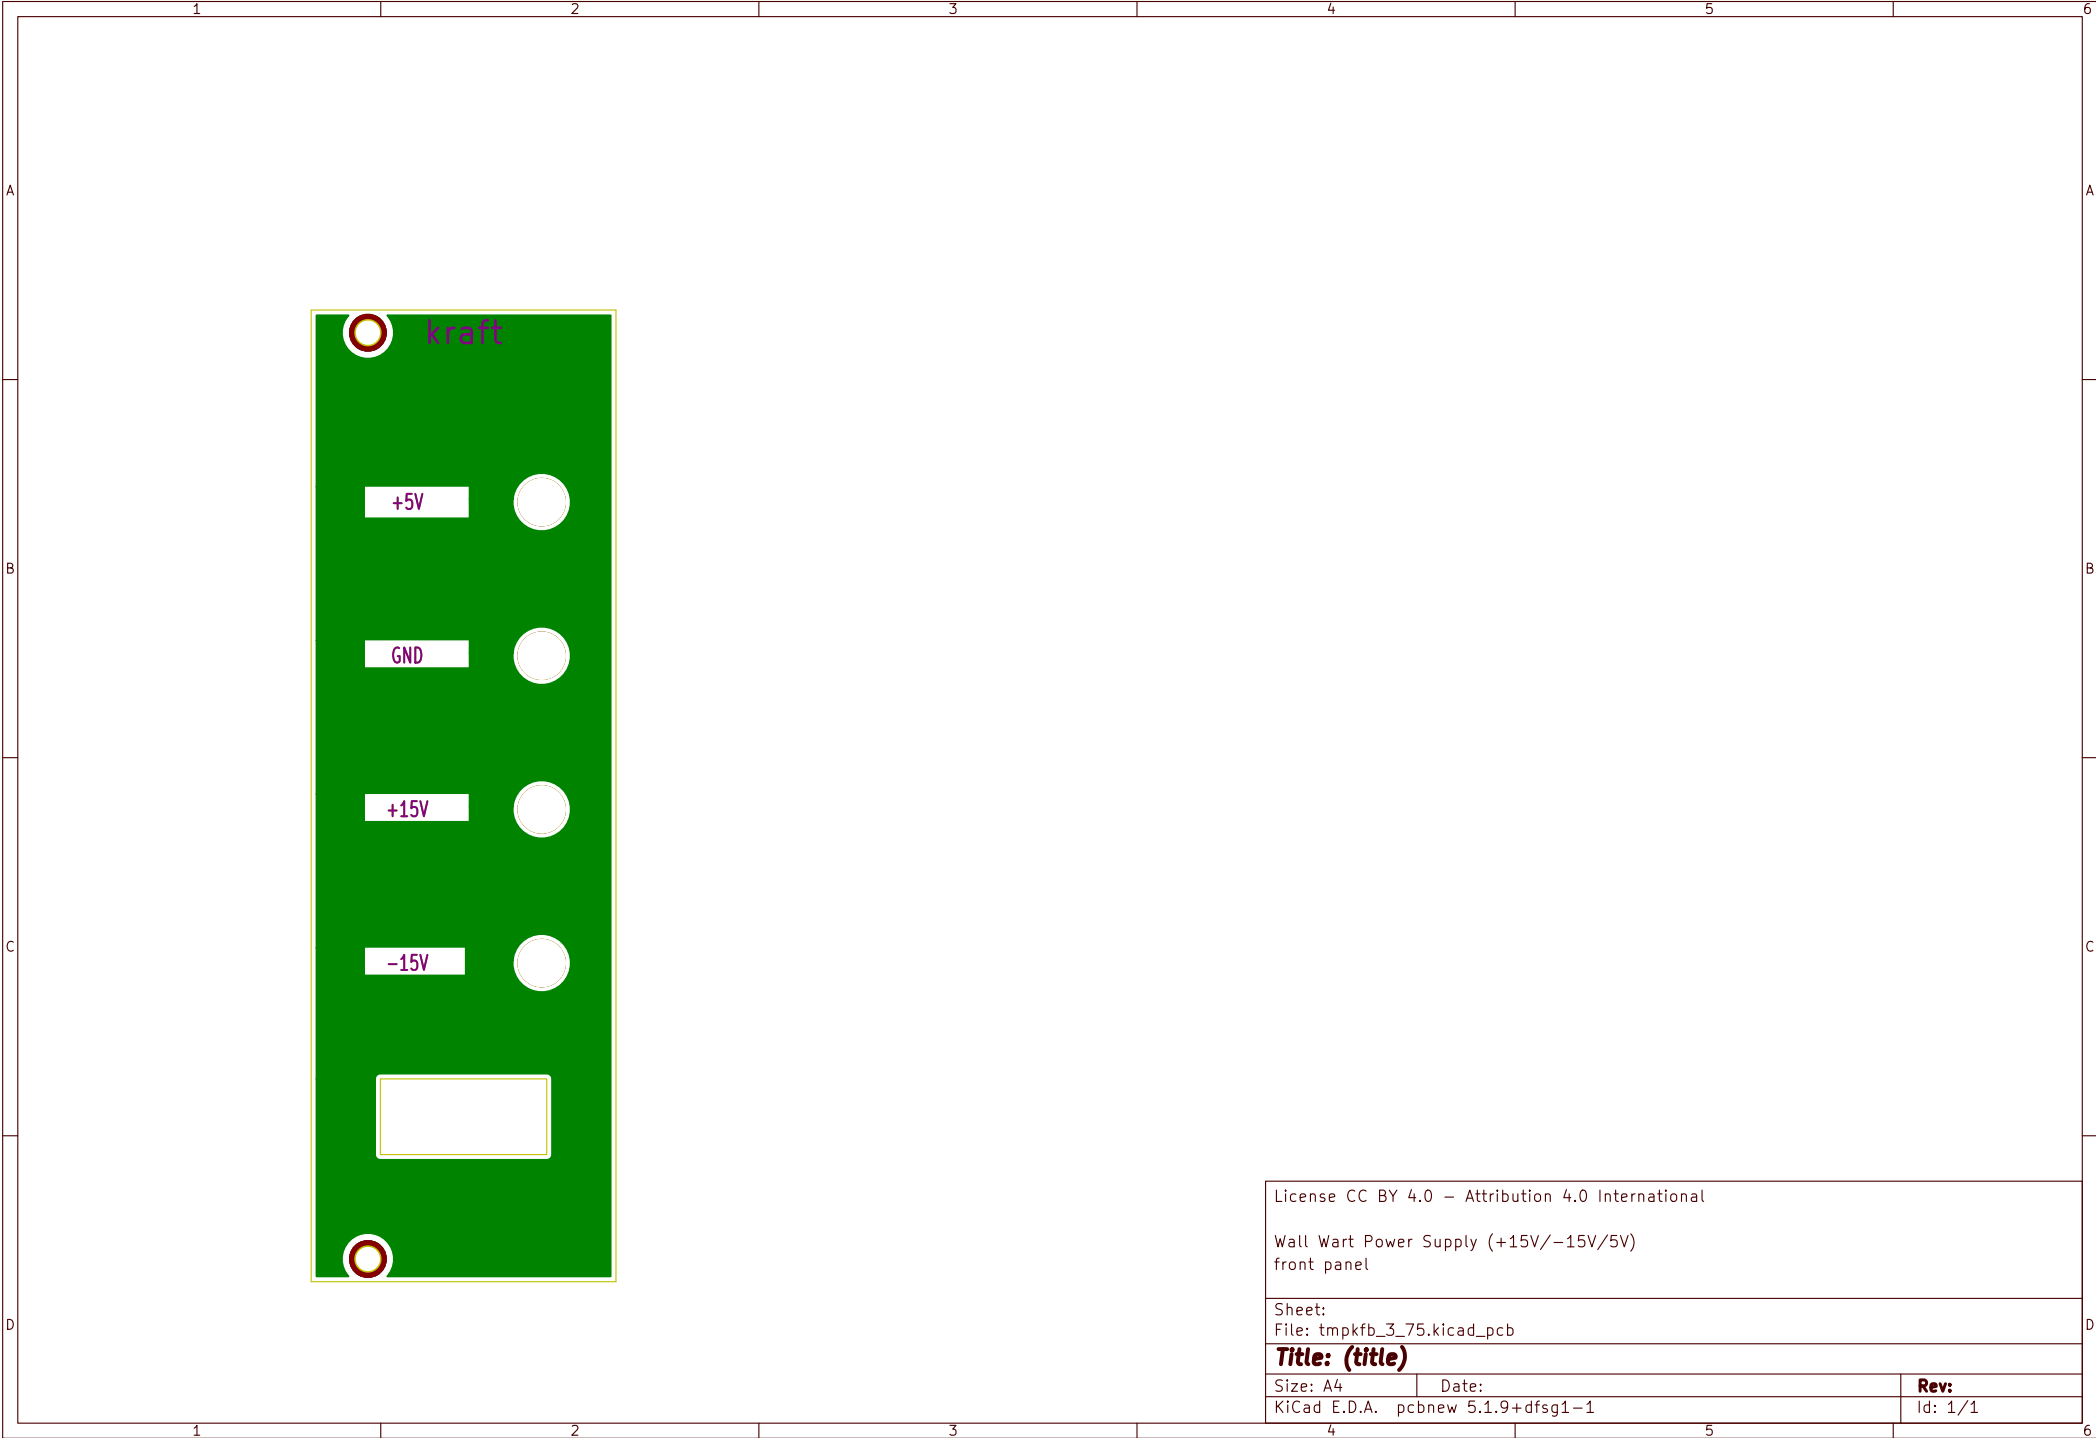 1 2 3 4 5 6
A A
kraft
+5V
B B
GND
+15V
C C
-15V
License CC BY 4.0 - Attribution 4.0 International
Wall Wart Power Supply (+15V/-15V/5V)
front panel
Sheet:
File: tmpkfb_3_75.kicad_pcb
D D
Title: (title)
Size: A4 Date: Rev:
KiCad E.D.A. pcbnew 5.1.9+dfsg1-1 Id: 1/1
1 2 3 4 5 6